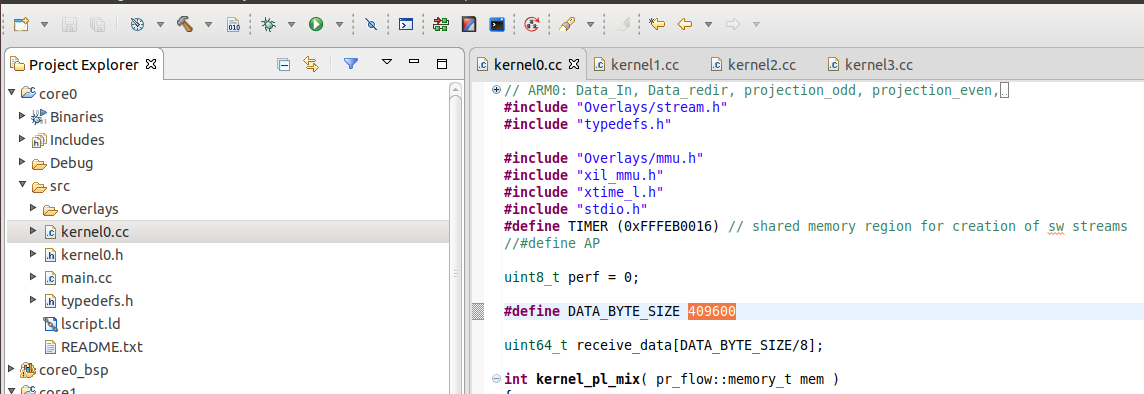 Project Explorer
core0
Binaries
Includes
Debug
src
Overlays
kernel0.cc
kernel0.h
main.cc
typedefs.h
lscript.ld
README.txt
core0_bsp
core1
kernel0.cc
kernel1.cc
kernel2.cc
kernel3.cc
// ARM0: Data_In, Data_redir, projection_odd, projection_even,
#include "Overlays/stream.h"
#include "typedefs.h"
#include "Overlays/mmu.h"
#include "xil_mmu.h"
#include "xtime_l.h"
#include "stdio.h"
#define TIMER (0xFFFEB0016) // shared memory region for creation of sw streams
//#define AP
uint8_t perf = 0;
#define DATA_BYTE_SIZE 409600
uint64_t receive_data[DATA_BYTE_SIZE/8];
int kernel_pl_mix( pr_flow::memory_t mem )